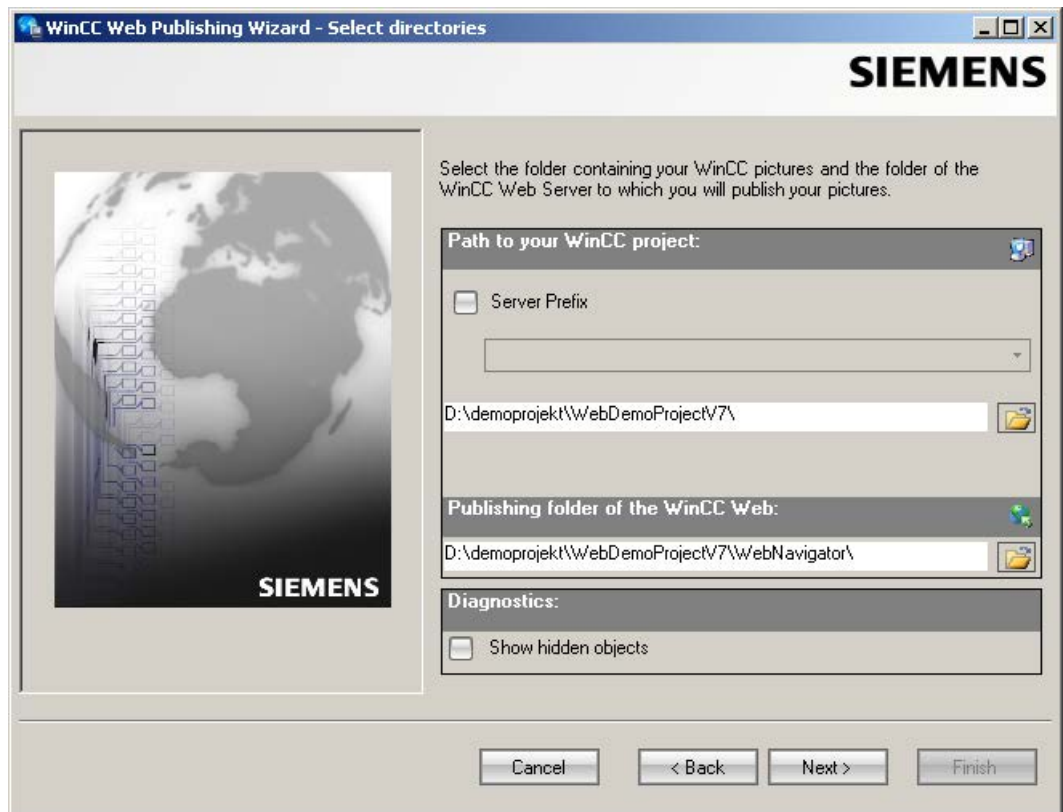 WinCC Web Publishing Wizard - Select directories
SIEMENS
Select the folder containing your WinCC pictures and the folder of the
WinCC Web Server to which you will publish your pictures.
Path to your WinCC project:
Server Prefix
D:\demoprojekt\WebDemoProjectV7\
Publishing folder of the WinCC Web:
D:\demoprojekt\WebDemoProjectV7\WebNavigator\
SIEMENS
Diagnostics:
Show hidden objects
Cancel
< Back
Next >
Finish